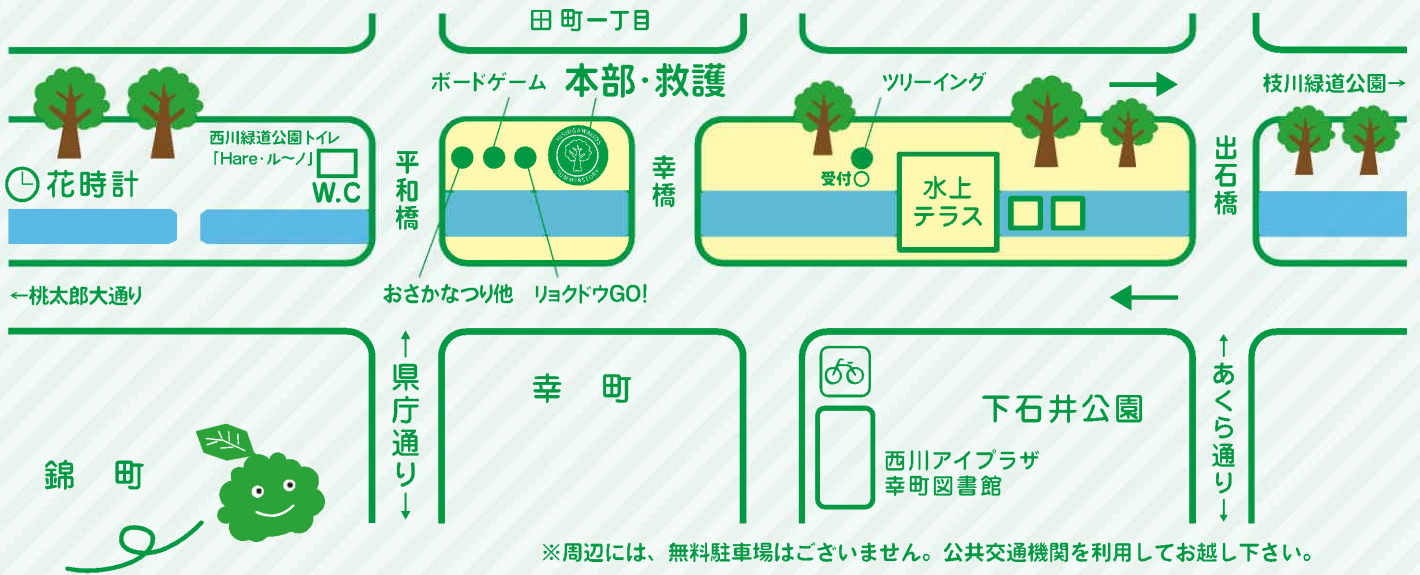 田町一丁目
ボードゲーム
本部・救護
ツリーイング
枝川緑道公園→
西川緑道公園トイレ
「Hare・ル〜ノ」
W.C
花時計
平和橋
幸橋
受付
水上
テラス
出石橋
←桃太郎大通り
おさかなつり他
リョクドウGO!
←県庁通り→
幸 町
下石井公園
←あくら通り→
西川アイプラザ
幸町図書館
錦 町
※周辺には、無料駐車場はございません。公共交通機関を利用してお越し下さい。